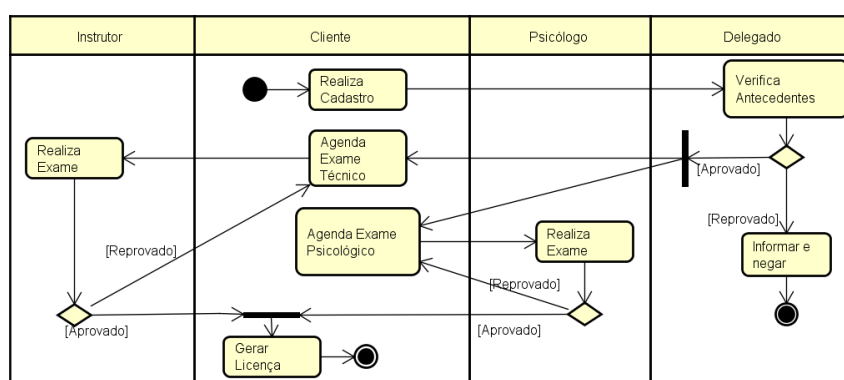 Instrutor
Cliente
Psicólogo
Delegado
Realiza
Cadastro
Verifica
Antecedentes
Realiza
Exame
Agenda
Exame
Técnico
[Aprovado]
[Reprovado]
[Reprovado]
Agenda Exame
Psicológico
Realiza
Exame
Informar e
negar
[Reprovado]
[Aprovado]
[Aprovado]
Gerar
Licença